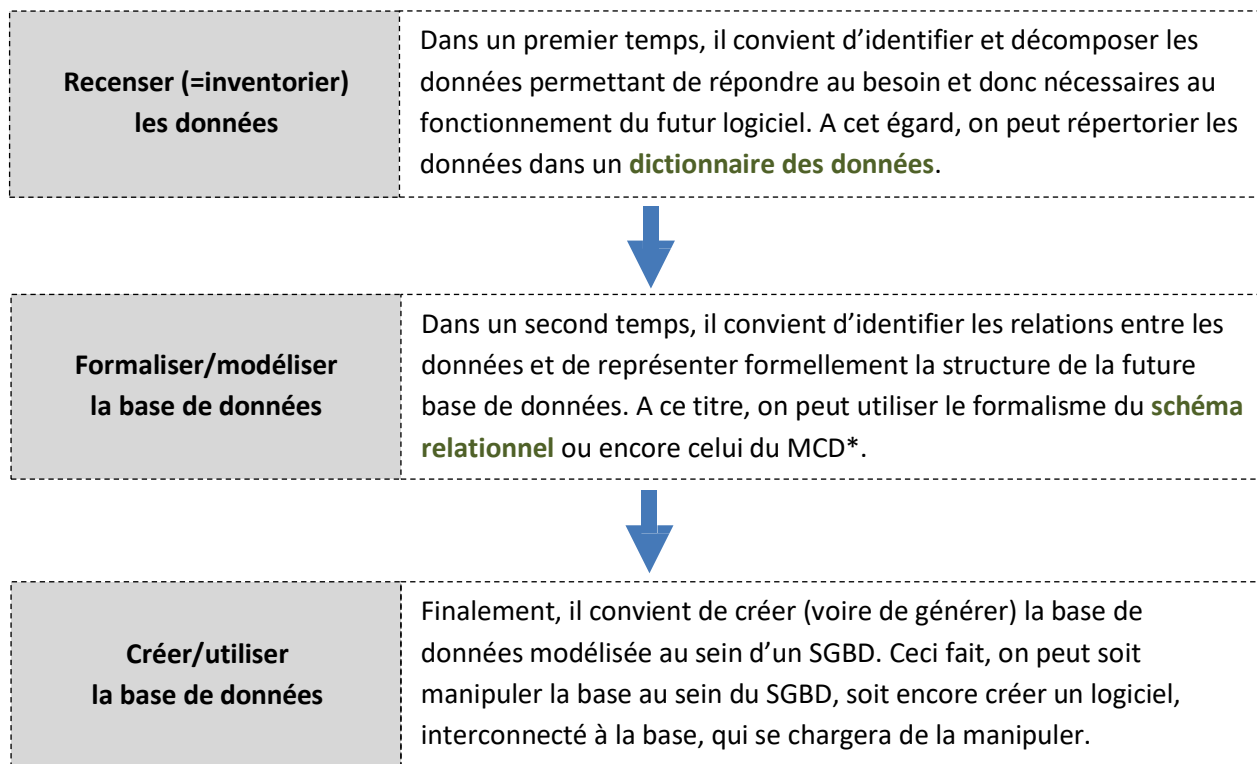 Recenser (=inventorier)
les données
Dans un premier temps, il convient d’identifier et décomposer les
données permettant de répondre au besoin et donc nécessaires au
fonctionnement du futur logiciel. A cet égard, on peut répertorier les
données dans un dictionnaire des données.
Formaliser/modéliser
la base de données
Dans un second temps, il convient d’identifier les relations entre les
données et de représenter formellement la structure de la future
base de données. A ce titre, on peut utiliser le formalisme du schéma
relationnel ou encore celui du MCD*.
Créer/utiliser
la base de données
Finalement, il convient de créer (voire de générer) la base de
données modélisée au sein d’un SGBD. Ceci fait, on peut soit
manipuler la base au sein du SGBD, soit encore créer un logiciel,
interconnecté à la base, qui se chargera de la manipuler.